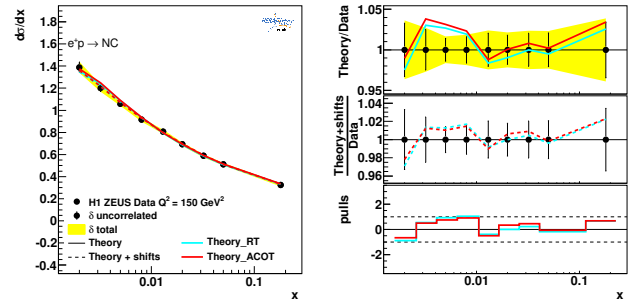 dσ/dx
e⁺p → NC
1.8
1.6
1.4
1.2
1
0.8
0.6
0.4
0.2
0
-0.2
-0.4
H1 ZEUS Data Q² = 150 GeV²
δ uncorrelated
δ total
Theory
Theory + shifts
Theory_RT
Theory_ACOT
0.01
0.1
x
Theory/Data
1.05
1
0.95
Theory+shifts
Data
1.04
1.02
1
0.98
0.96
pulls
2
0
-2
0.01
0.1
x